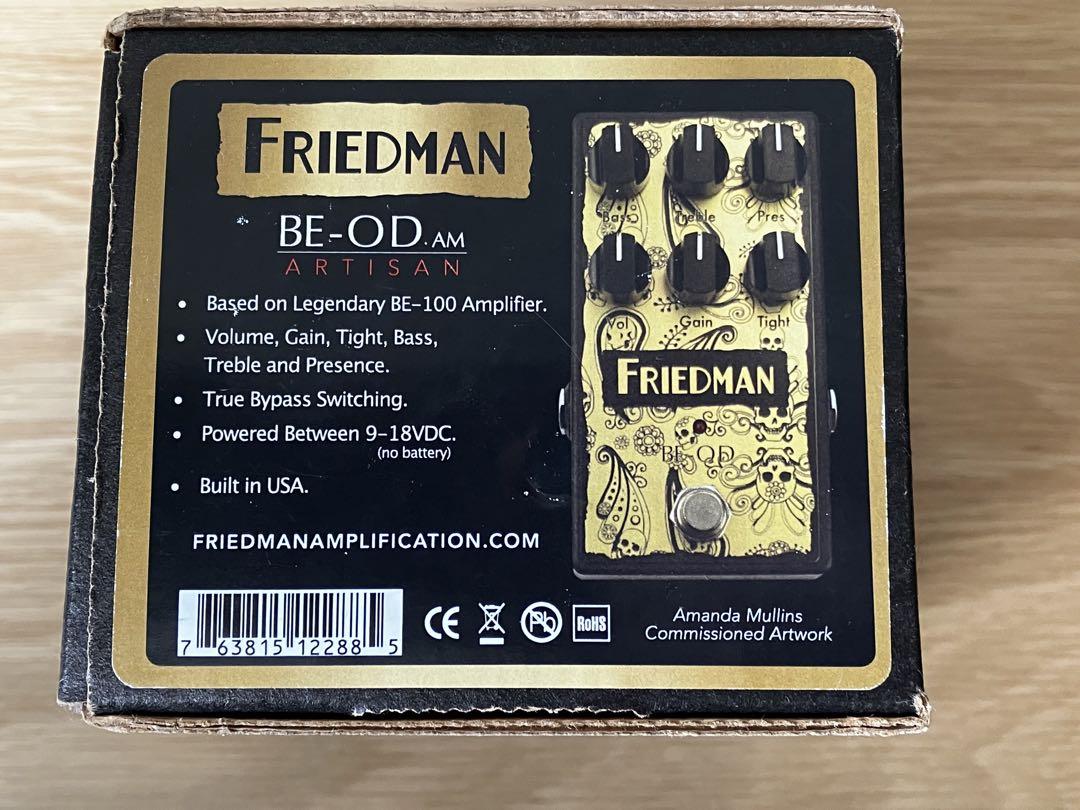 FRIEDMAN
BE-OD.AM
ARTISAN
• Based on Legendary BE-100 Amplifier.
• Volume, Gain, Tight, Bass,
Treble and Presence.
• True Bypass Switching.
• Powered Between 9-18VDC.
(no battery)
• Built in USA.
FRIEDMANAMPLIFICATION.COM
7 63815 12288 5
CE Pb RoHS
Bass Treble Pres
Vol Gain Tight
FRIEDMAN
BE-OD
Amanda Mullins
Commissioned Artwork